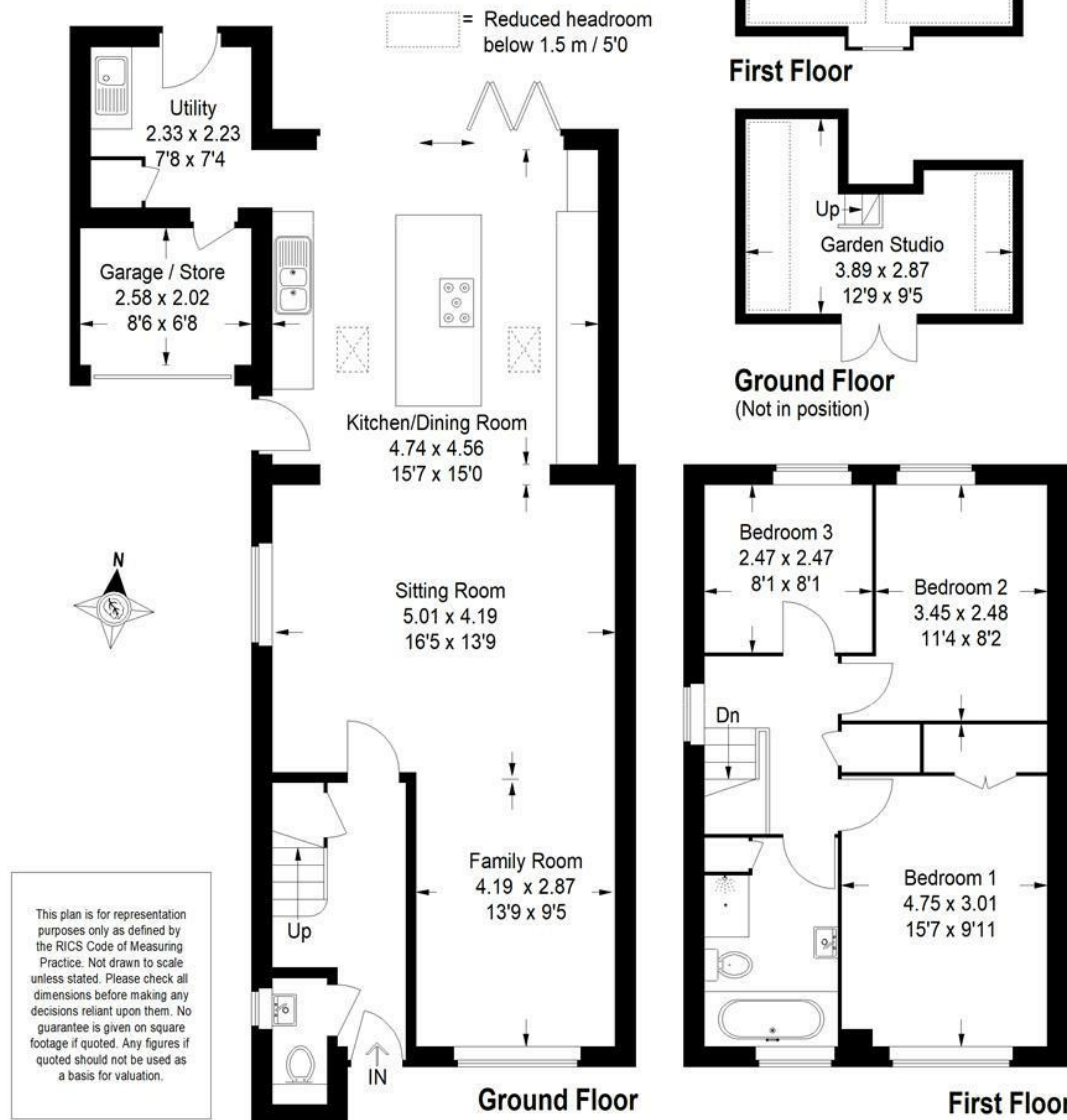 = Reduced headroom
below 1.5 m / 5'0
First Floor
Utility
2.33 x 2.23
7'8 x 7'4
Garage / Store
2.58 x 2.02
8'6 x 6'8
Up
Garden Studio
3.89 x 2.87
12'9 x 9'5
Ground Floor
(Not in position)
Kitchen/Dining Room
4.74 x 4.56
15'7 x 15'0
N
Sitting Room
5.01 x 4.19
16'5 x 13'9
Bedroom 3
2.47 x 2.47
8'1 x 8'1
Bedroom 2
3.45 x 2.48
11'4 x 8'2
Dn
Family Room
4.19 x 2.87
13'9 x 9'5
Up
Bedroom 1
4.75 x 3.01
15'7 x 9'11
IN
Ground Floor
First Floor
This plan is for representation
purposes only as defined by
the RICS Code of Measuring
Practice. Not drawn to scale
unless stated. Please check all
dimensions before making any
decisions reliant upon them. No
guarantee is given on square
footage if quoted. Any figures if
quoted should not be used as
a basis for valuation.